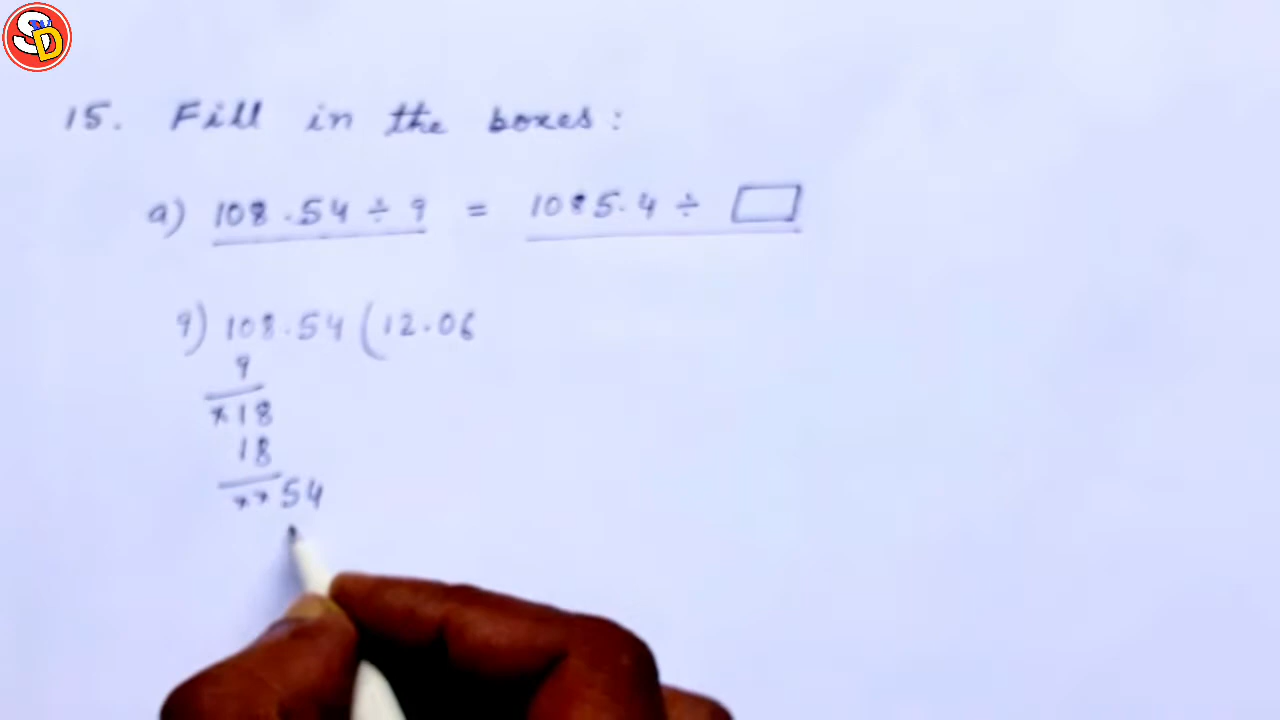 SD
15. Fill in the boxes:
a) 108.54 ÷ 9 = 1085.4 ÷ □
9) 108.54 (12.06
9
*18
18
**54